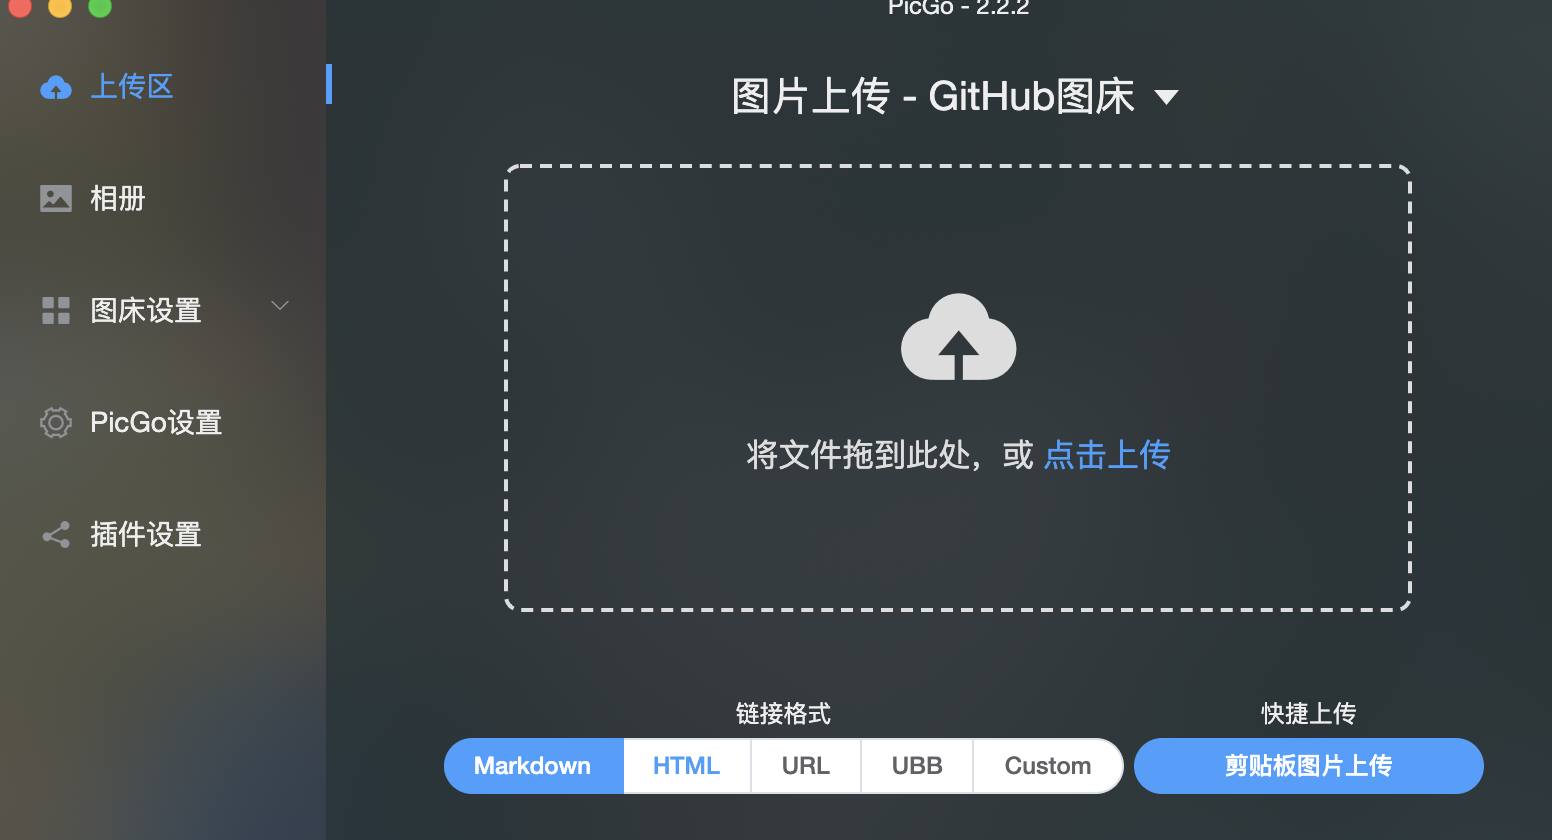 PicGo - 2.2.2
上传区
相册
图床设置
PicGo设置
插件设置
图片上传 - GitHub图床
将文件拖到此处，或 点击上传
链接格式
Markdown
HTML
URL
UBB
Custom
快捷上传
剪贴板图片上传